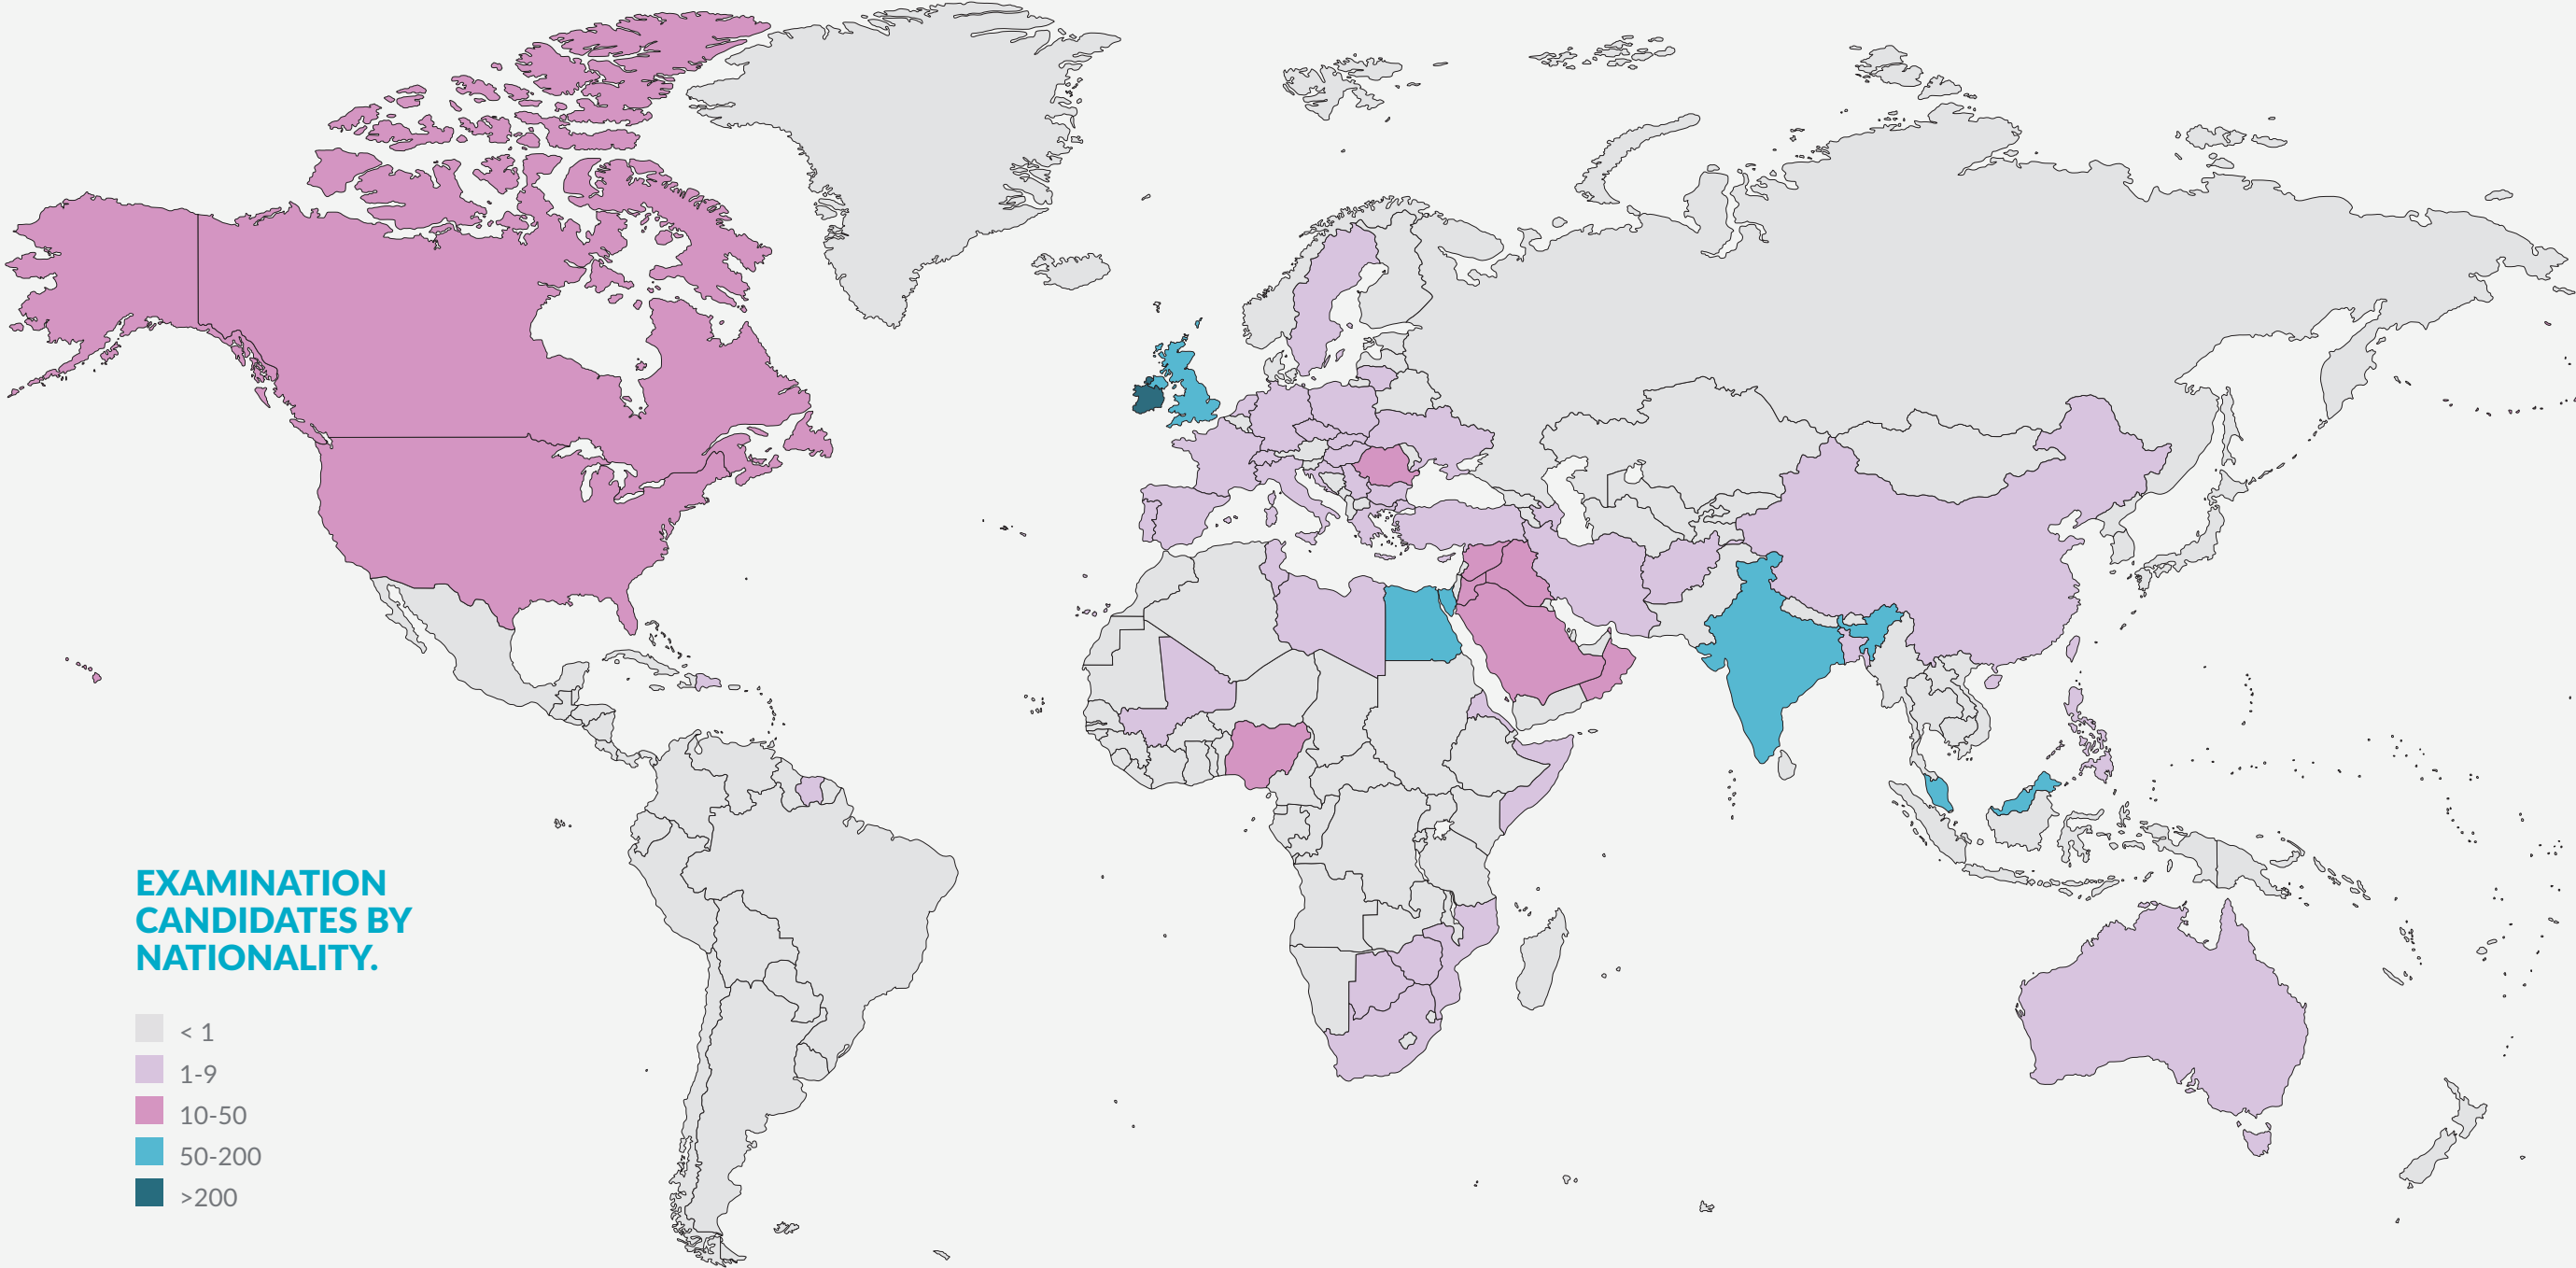 EXAMINATION
CANDIDATES BY
NATIONALITY.
< 1
1-9
10-50
50-200
>200